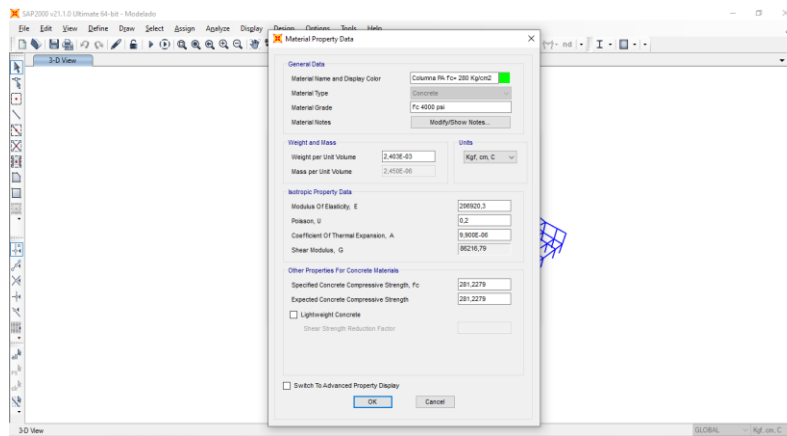 SAP2000 v21.1.0 Ultimate 64-bit - Modelado
File Edit View Define Draw Select Assign Analyze Display Design Options Tools Help
nd
3-D View
Material Property Data
General Data
Material Name and Display Color
Columna PA f'c= 280 Kg/cm2
Material Type
Concrete
Material Grade
f'c 4000 psi
Material Notes
Modify/Show Notes...
Weight and Mass
Weight per Unit Volume
2,403E-03
Mass per Unit Volume
2,450E-06
Units
Kgf, cm, C
Isotropic Property Data
Modulus Of Elasticity, E
Poisson, U
0,2
Coefficient Of Thermal Expansion, A
9,900E-06
Shear Modulus, G
86216,79
Other Properties For Concrete Materials
Specified Concrete Compressive Strength, f'c
281,2279
Expected Concrete Compressive Strength
281,2279
Lightweight Concrete
Shear Strength Reduction Factor
Switch To Advanced Property Display
OK
Cancel
3-D View
GLOBAL
Kgf, cm, C